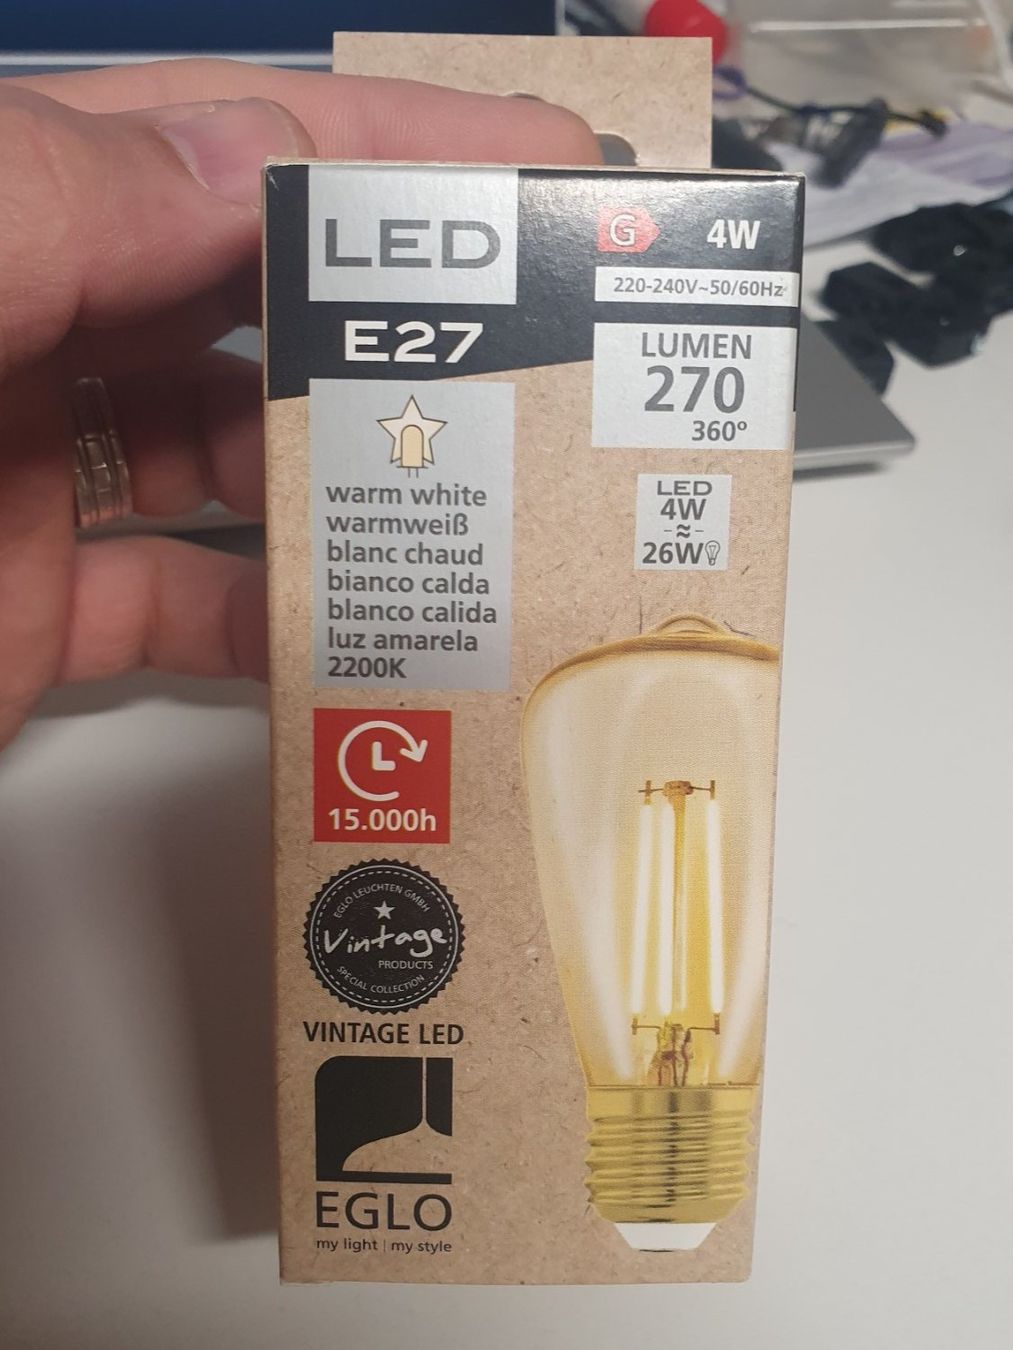 LED
E27
G 4W
220-240V~50/60Hz
LUMEN
270
360°
warm white
warmweiß
blanc chaud
bianco calda
blanco calida
luz amarela
2200K
LED
4W
≈
26W
15.000h
EGLO LEUCHTEN GMBH
Vintage
PRODUCTS
SPECIAL COLLECTION
VINTAGE LED
EGLO
my light | my style